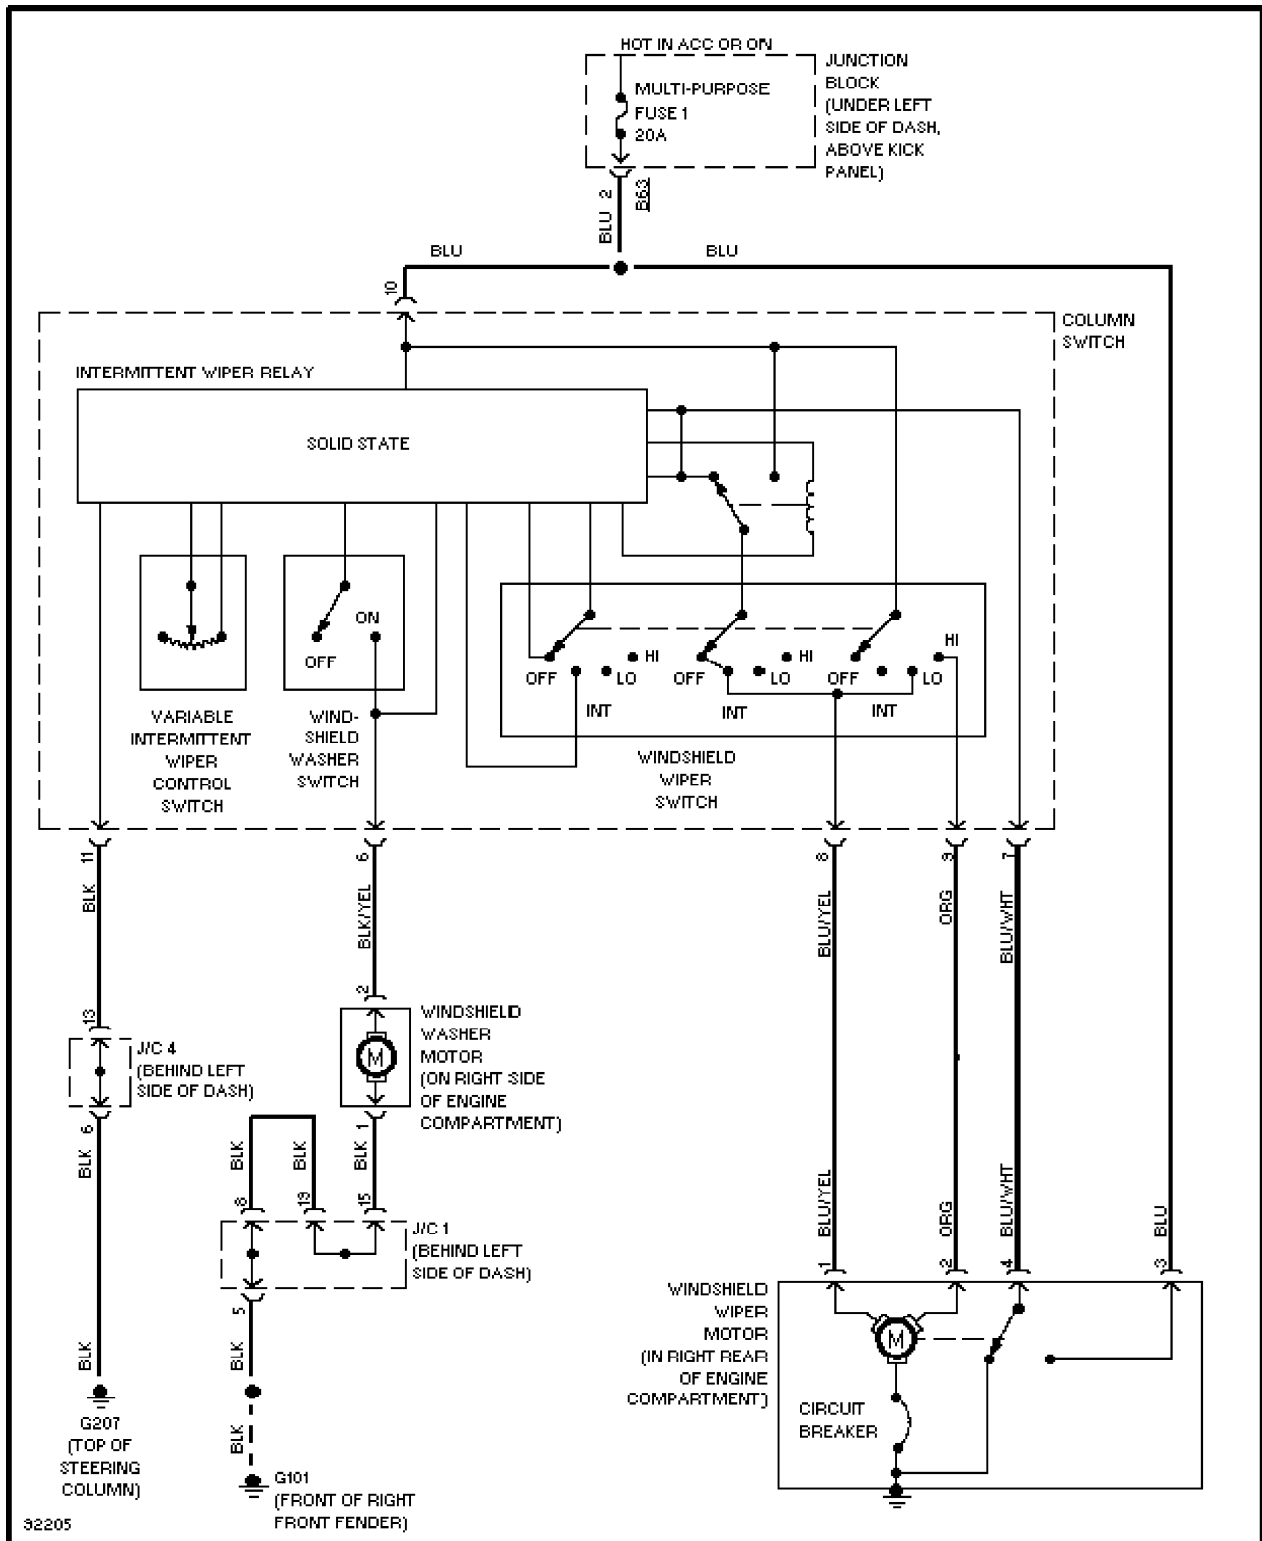 HOT IN ACC OR ON
JUNCTION
BLOCK
(UNDER LEFT
SIDE OF DASH,
ABOVE KICK
PANEL)
MULTI-PURPOSE
FUSE 1
20A
BLU 2
B63
BLU
BLU
10
COLUMN
SWITCH
INTERMITTENT WIPER RELAY
SOLID STATE
ON
OFF
OFF
INT
LO
HI
OFF
INT
LO
HI
OFF
INT
LO
HI
VARIABLE
INTERMITTENT
WIPER
CONTROL
SWITCH
WIND-
SHIELD
WASHER
SWITCH
WINDSHIELD
WIPER
SWITCH
11
BLK
6
BLK/YEL
8
BLU/YEL
9
ORG
7
BLU/WHT
13
J/C 4
(BEHIND LEFT
SIDE OF DASH)
6
BLK
2
WINDSHIELD
WASHER
MOTOR
(ON RIGHT SIDE
OF ENGINE
COMPARTMENT)
M
BLK 1
BLK
BLK
8
19
15
J/C 1
(BEHIND LEFT
SIDE OF DASH)
5
BLK
BLK
BLK
G207
(TOP OF
STEERING
COLUMN)
G101
(FRONT OF RIGHT
FRONT FENDER)
BLU/YEL
1
ORG
2
BLU/WHT
4
BLU
3
WINDSHIELD
WIPER
MOTOR
(IN RIGHT REAR
OF ENGINE
COMPARTMENT)
M
CIRCUIT
BREAKER
92205